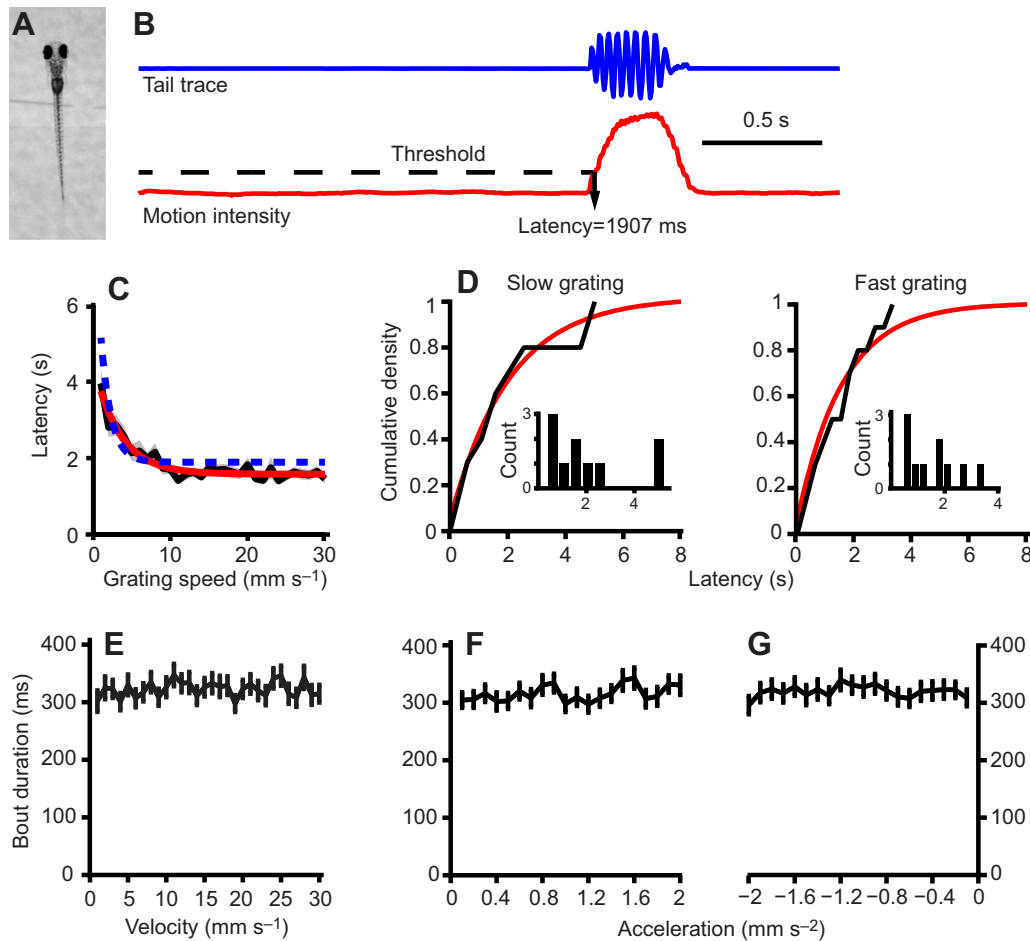 A
B
Tail trace
0.5 s
Threshold
Motion intensity
Latency=1907 ms
C
D
Slow grating
Fast grating
6
4
2
0
Latency (s)
0 10 20 30
Grating speed (mm s−1)
1
0.8
0.6
0.4
0.2
0
Cumulative density
3
0
Count
2 4
0 2 4 6 8
1
0.8
0.6
0.4
0.2
0
3
0
Count
2 4
0 2 4 6 8
Latency (s)
E
F
G
400
300
200
100
0
Bout duration (ms)
0 5 10 15 20 25 30
Velocity (mm s−1)
400
300
200
100
0
0 0.4 0.8 1.2 1.6 2
−2 −1.6 −1.2 −0.8 −0.4 0
400
300
200
100
0
Acceleration (mm s−2)